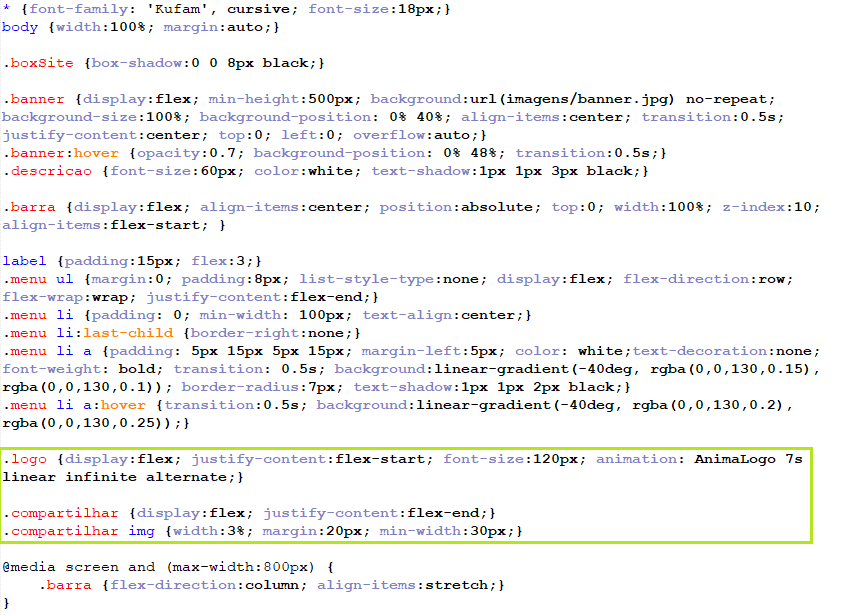 * {font-family: 'Kufam', cursive; font-size:18px;}
body {width:100%; margin:auto;}
.boxSite {box-shadow:0 0 8px black;}
.banner {display:flex; min-height:500px; background:url(imagens/banner.jpg) no-repeat;
background-size:100%; background-position: 0% 40%; align-items:center; transition:0.5s;
justify-content:center; top:0; left:0; overflow:auto;}
.banner:hover {opacity:0.7; background-position: 0% 48%; transition:0.5s;}
.descricao {font-size:60px; color:white; text-shadow:1px 1px 3px black;}
.barra {display:flex; align-items:center; position:absolute; top:0; width:100%; z-index:10;
align-items:flex-start; }
label {padding:15px; flex:3;}
.menu ul {margin:0; padding:8px; list-style-type:none; display:flex; flex-direction:row;
flex-wrap:wrap; justify-content:flex-end;}
.menu li {padding: 0; min-width: 100px; text-align:center;}
.menu li:last-child {border-right:none;}
.menu li a {padding: 5px 15px 5px 15px; margin-left:5px; color: white;text-decoration:none;
font-weight: bold; transition: 0.5s; background:linear-gradient(-40deg, rgba(0,0,130,0.15),
rgba(0,0,130,0.1)); border-radius:7px; text-shadow:1px 1px 2px black;}
.menu li a:hover {transition:0.5s; background:linear-gradient(-40deg, rgba(0,0,130,0.2),
rgba(0,0,130,0.25));}
.logo {display:flex; justify-content:flex-start; font-size:120px; animation: AnimaLogo 7s
linear infinite alternate;}
.compartilhar {display:flex; justify-content:flex-end;}
.compartilhar img {width:3%; margin:20px; min-width:30px;}
@media screen and (max-width:800px) {
.barra {flex-direction:column; align-items:stretch;}
}